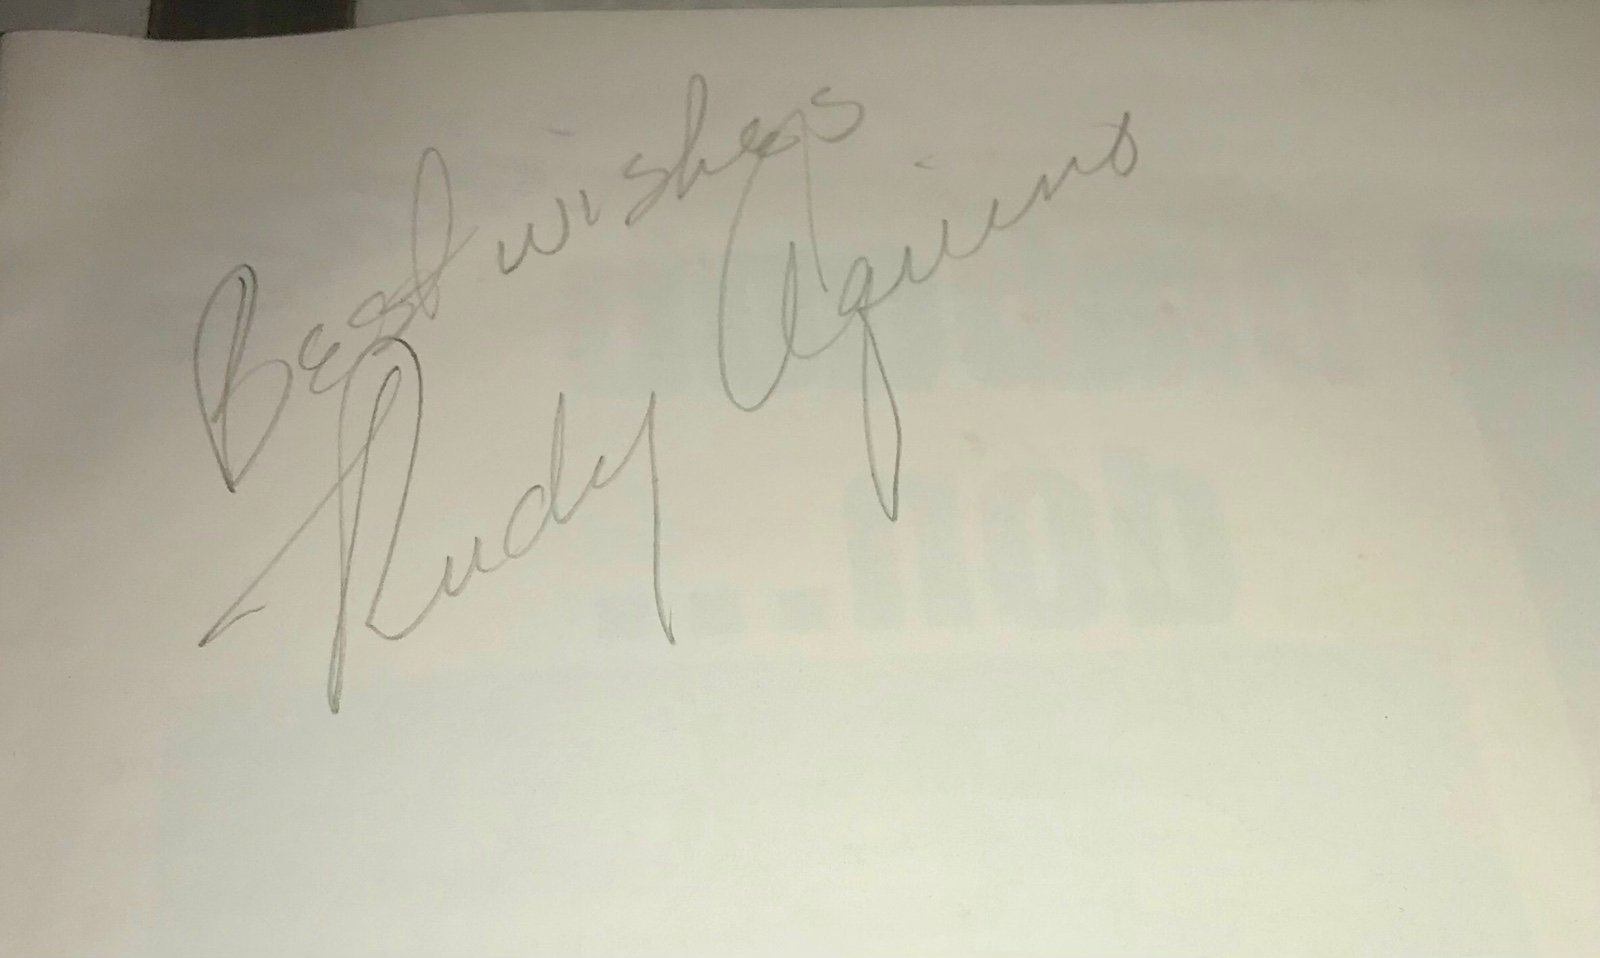 Best wishes
Rudy Aquino